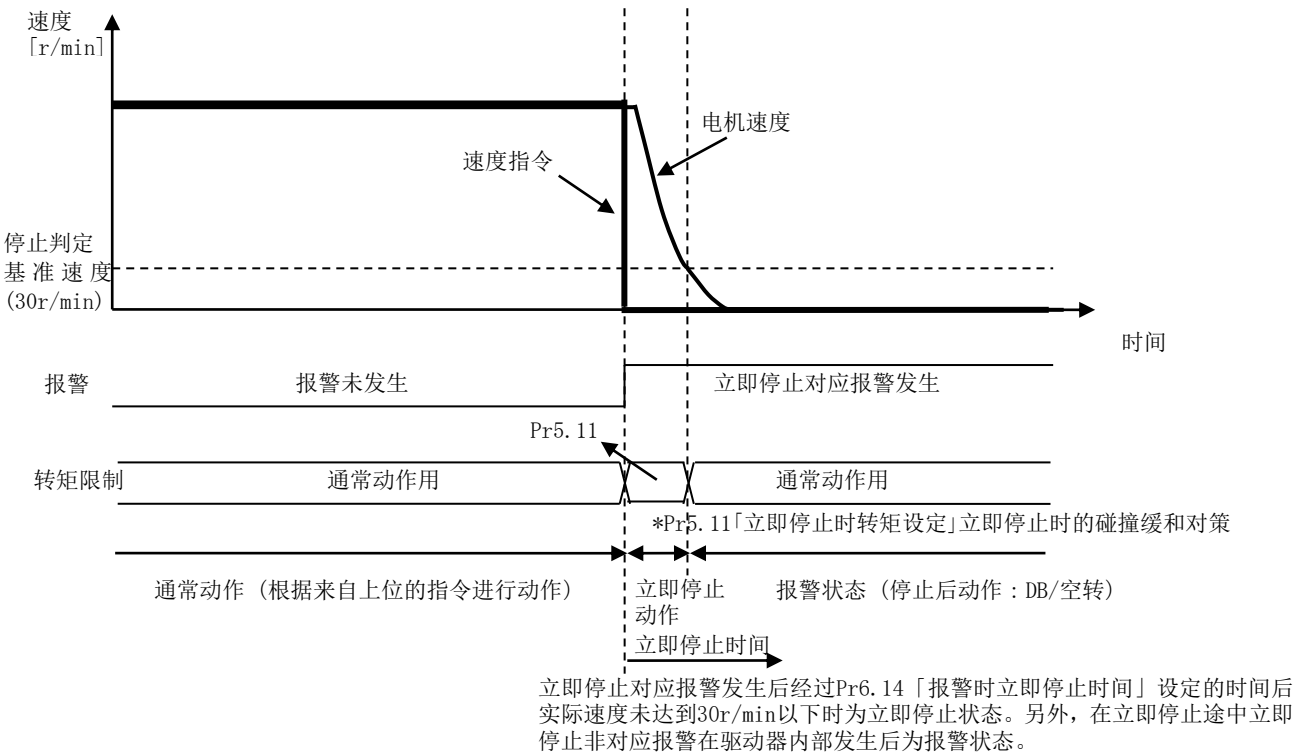 速度
[r/min]
电机速度
速度指令
停止判定
基准速度
(30r/min)
时间
报警
报警未发生
立即停止对应报警发生
Pr5.11
转矩限制
通常动作用
通常动作用
*Pr5.11「立即停止时转矩设定」立即停止时的碰撞缓和对策
通常动作（根据来自上位的指令进行动作）
立即停止
动作
报警状态（停止后动作：DB/空转）
立即停止时间
立即停止对应报警发生后经过Pr6.14「报警时立即停止时间」设定的时间后
实际速度未达到30r/min以下时为立即停止状态。另外，在立即停止途中立即
停止非对应报警在驱动器内部发生后为报警状态。